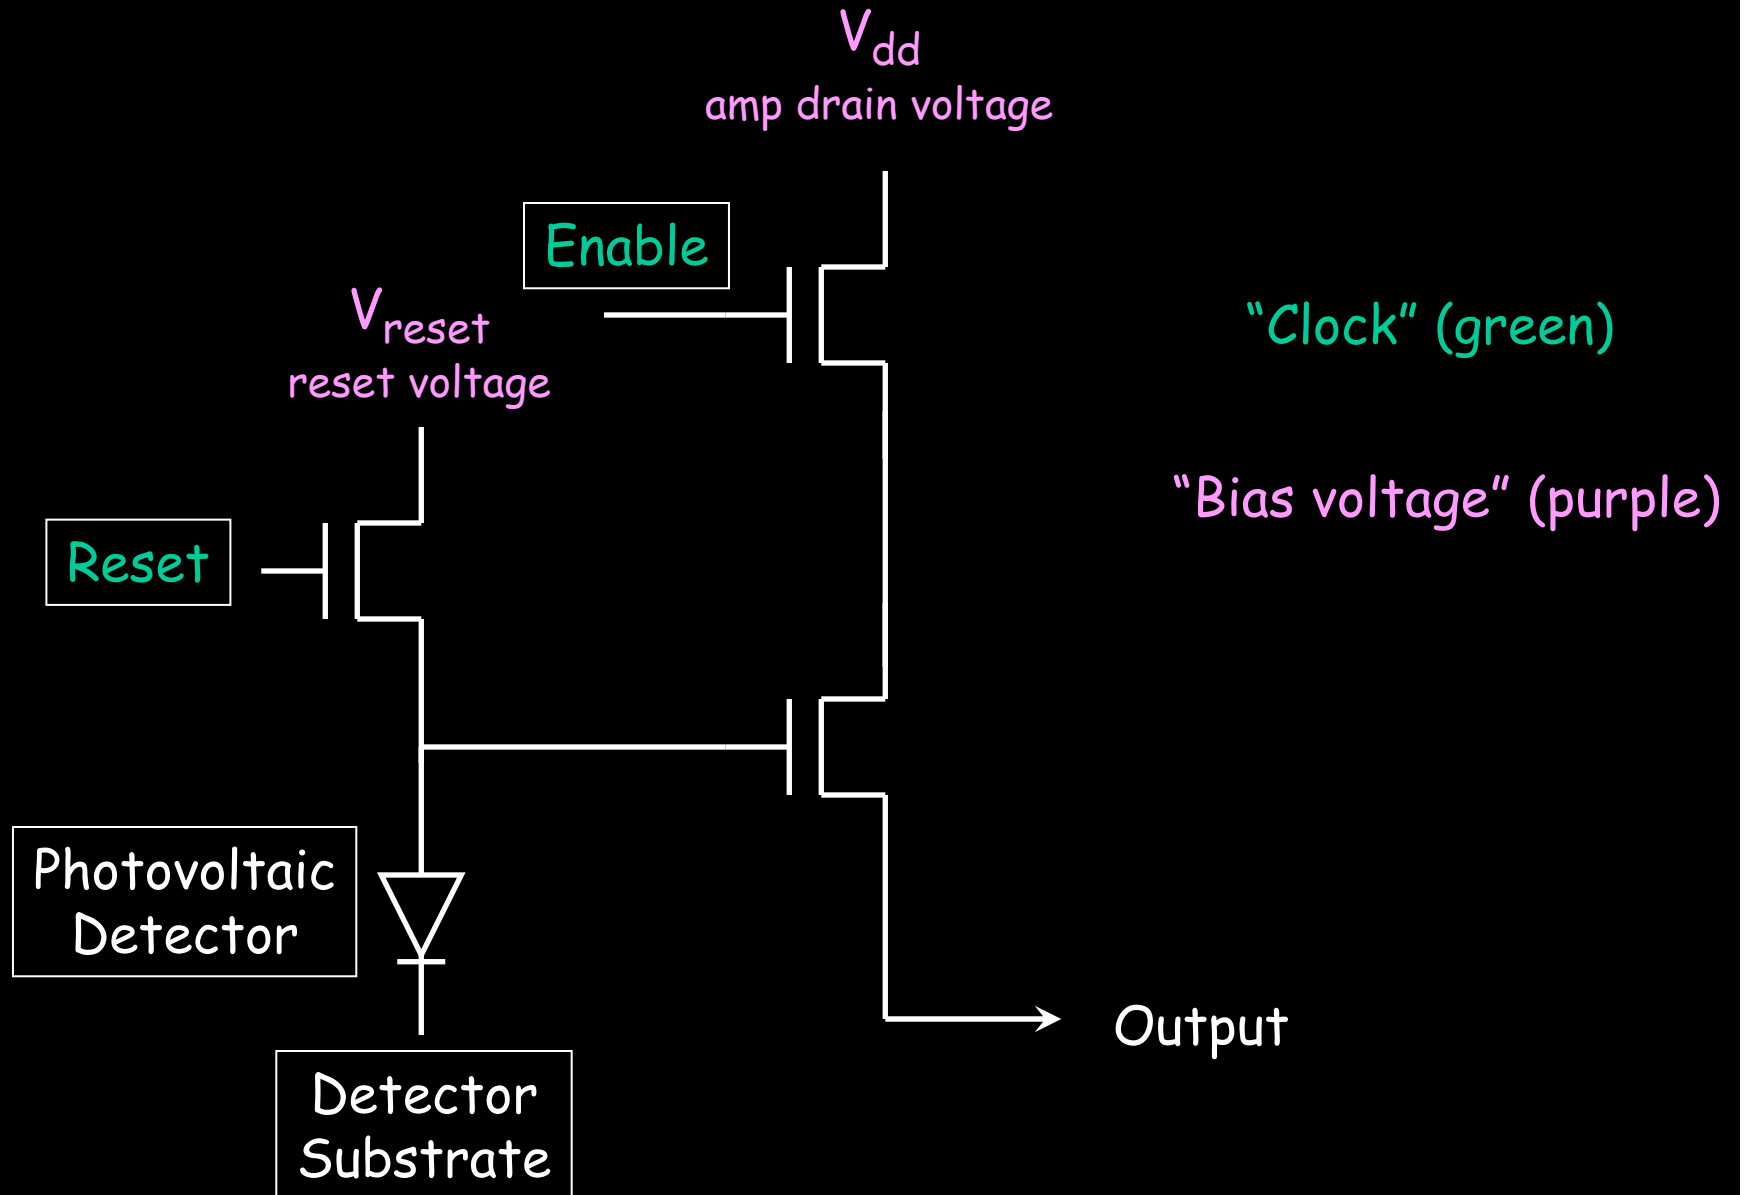 Vdd
amp drain voltage
Enable
Vreset
reset voltage
“Clock” (green)
“Bias voltage” (purple)
Reset
Photovoltaic
Detector
Output
Detector
Substrate